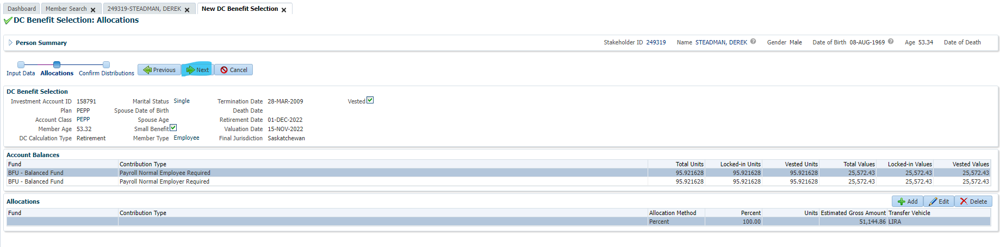 Dashboard Member Search 249319-STEADMAN, DEREK New DC Benefit Selection
DC Benefit Selection: Allocations
Person Summary Stakeholder ID 249319 Name STEADMAN, DEREK Gender Male Date of Birth 08-AUG-1969 Age 53.34 Date of Death
Input Data Allocations Confirm Distributions Previous Next Cancel
DC Benefit Selection
Investment Account ID 158791 Marital Status Single Termination Date 28-MAR-2009 Vested
Plan PEPP Spouse Date of Birth Death Date
Account Class PEPP Spouse Age Retirement Date 01-DEC-2022
Member Age 53.32 Small Benefit Valuation Date 15-NOV-2022
DC Calculation Type Retirement Member Type Employee Final Jurisdiction Saskatchewan
Account Balances
Fund Contribution Type Total Units Locked-in Units Vested Units Total Values Locked-in Values Vested Values
BFU - Balanced Fund Payroll Normal Employee Required 95.921628 95.921628 95.921628 25,572.43 25,572.43 25,572.43
BFU - Balanced Fund Payroll Normal Employer Required 95.921628 95.921628 95.921628 25,572.43 25,572.43 25,572.43
Allocations Add Edit Delete
Fund Contribution Type Allocation Method Percent Units Estimated Gross Amount Transfer Vehicle
Percent 100.00 51,144.86 LIRA